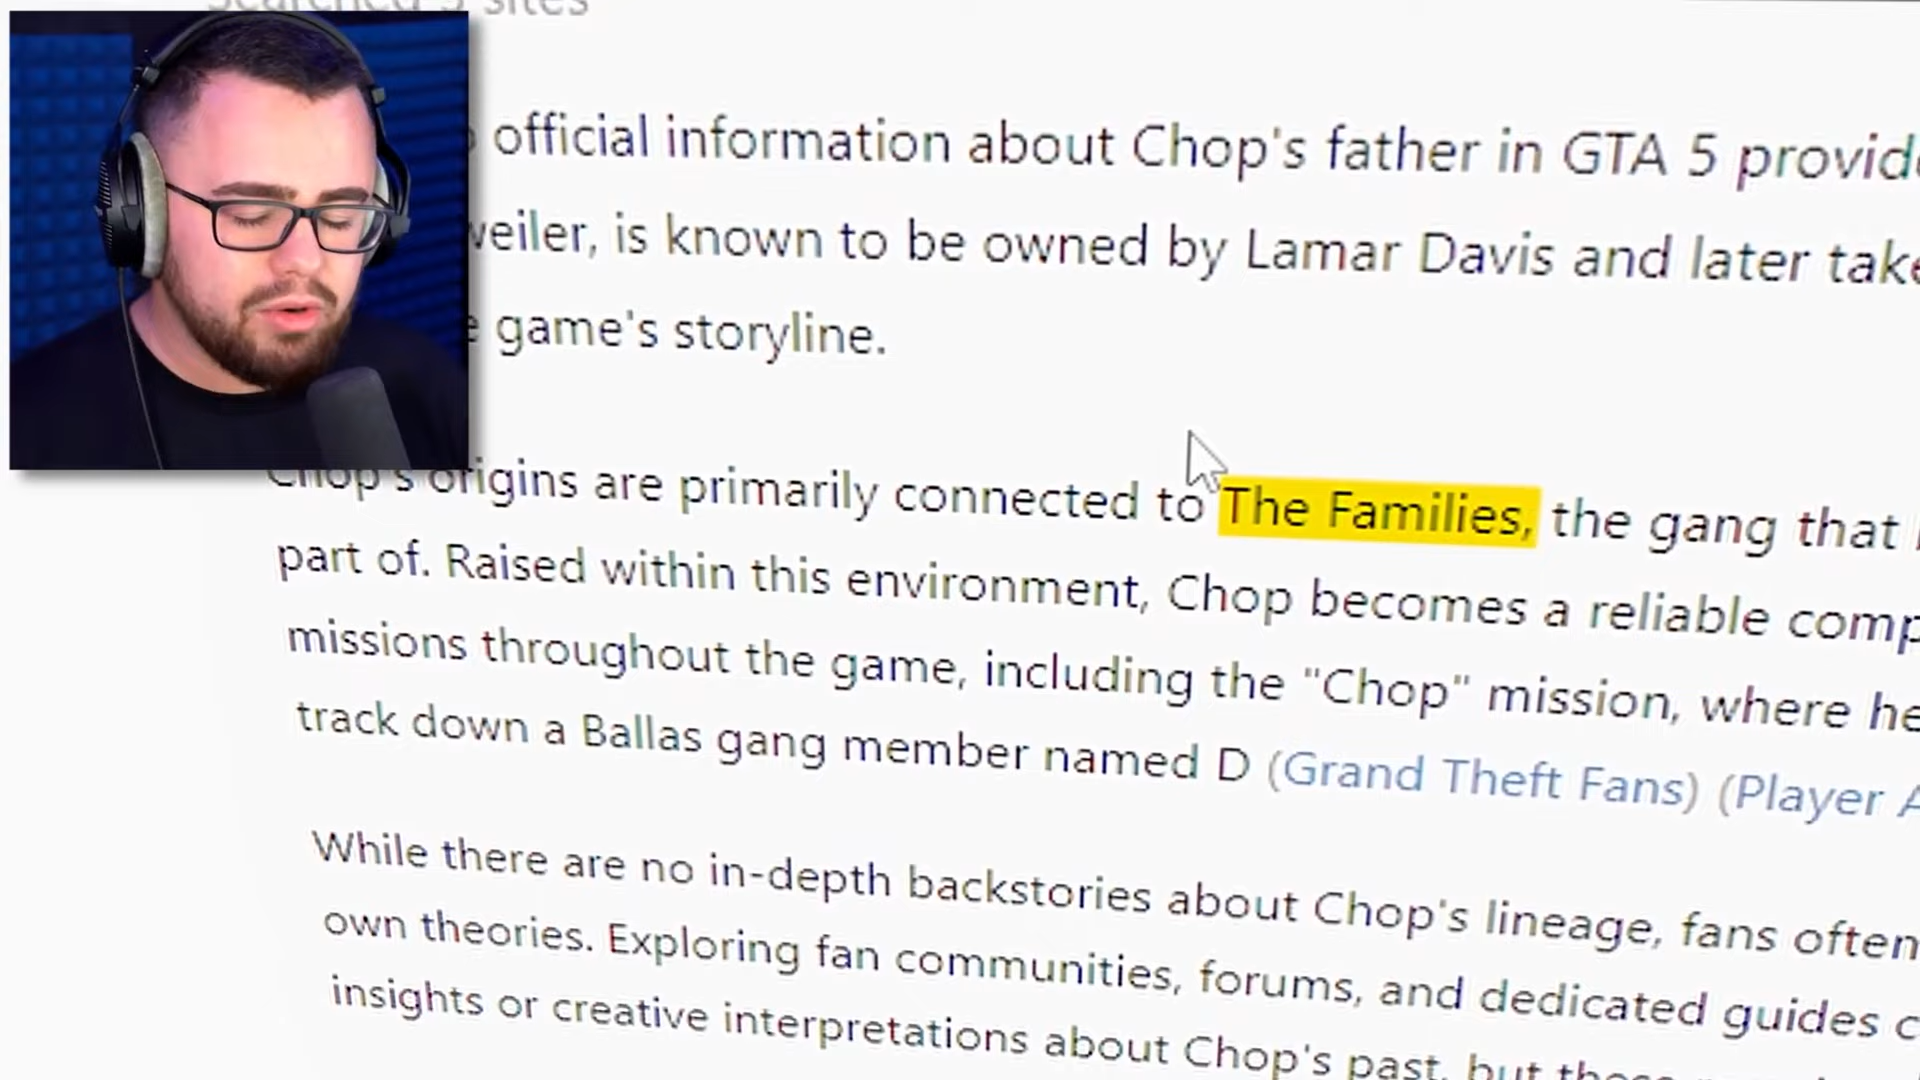 Searched 5 sites
official information about Chop's father in GTA 5
weiler, is known to be owned by Lamar Davis and later
game's storyline.
Chop's origins are primarily connected to The Families, the gang that
part of. Raised within this environment, Chop becomes a reliable
missions throughout the game, including the "Chop" mission, where he
track down a Ballas gang member named D (Grand Theft Fans) (Player
While there are no in-depth backstories about Chop's lineage, fans often
own theories. Exploring fan communities, forums, and dedicated guides
insights or creative interpretations about Chop's past, but